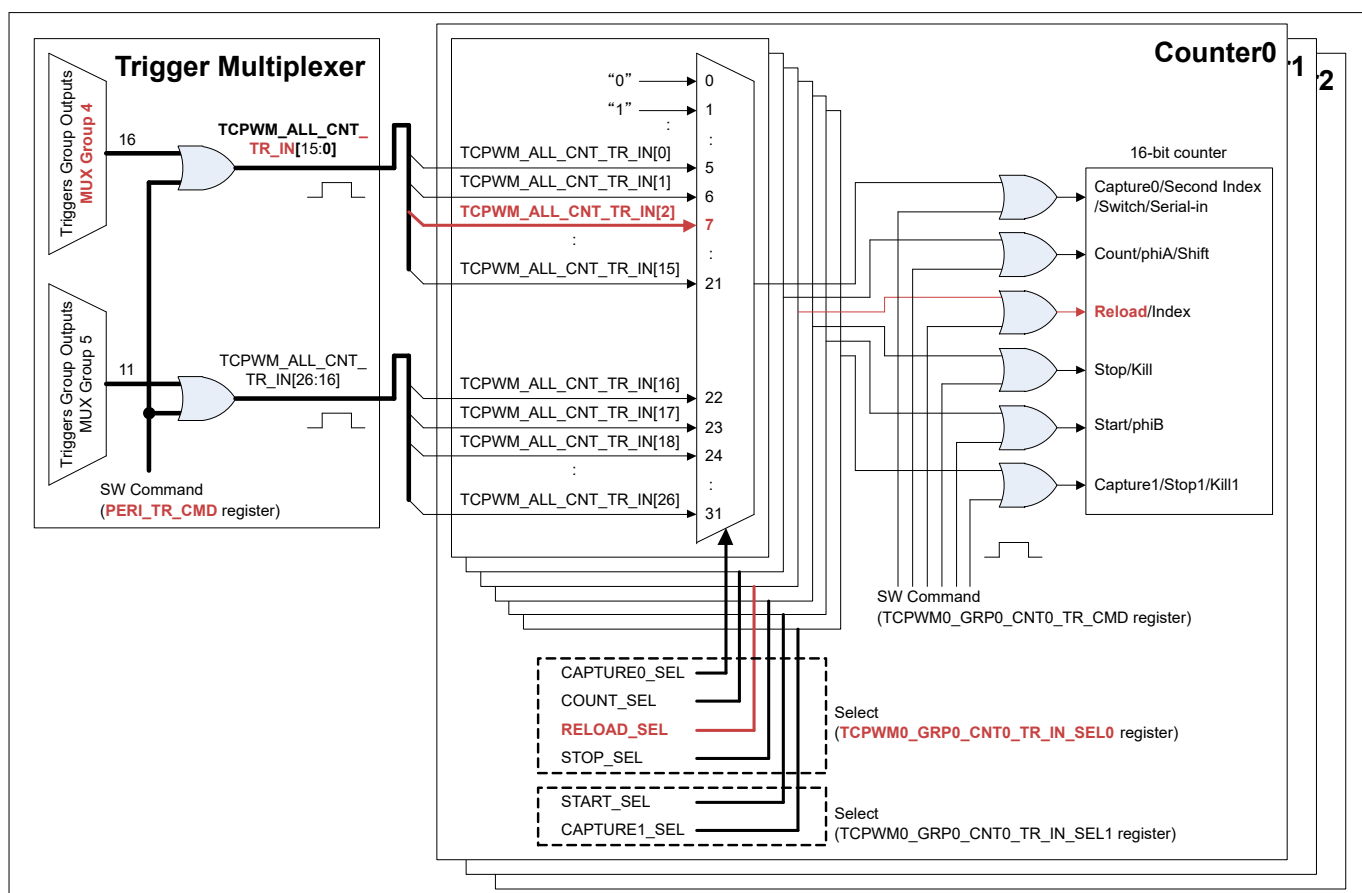 Trigger Multiplexer
Triggers Group Outputs
MUX Group 4
16
TCPWM_ALL_CNT_
TR_IN[15:0]
Triggers Group Outputs
MUX Group 5
11
TCPWM_ALL_CNT_
TR_IN[26:16]
SW Command
(PERI_TR_CMD register)
Counter0
r1
r2
“0”
0
“1”
1
:
:
TCPWM_ALL_CNT_TR_IN[0]
5
TCPWM_ALL_CNT_TR_IN[1]
6
TCPWM_ALL_CNT_TR_IN[2]
7
:
:
TCPWM_ALL_CNT_TR_IN[15]
21
TCPWM_ALL_CNT_TR_IN[16]
22
TCPWM_ALL_CNT_TR_IN[17]
23
TCPWM_ALL_CNT_TR_IN[18]
24
:
:
TCPWM_ALL_CNT_TR_IN[26]
31
16-bit counter
Capture0/Second Index
/Switch/Serial-in
Count/phiA/Shift
Reload/Index
Stop/Kill
Start/phiB
Capture1/Stop1/Kill1
SW Command
(TCPWM0_GRP0_CNT0_TR_CMD register)
CAPTURE0_SEL
COUNT_SEL
RELOAD_SEL
STOP_SEL
Select
(TCPWM0_GRP0_CNT0_TR_IN_SEL0 register)
START_SEL
CAPTURE1_SEL
Select
(TCPWM0_GRP0_CNT0_TR_IN_SEL1 register)